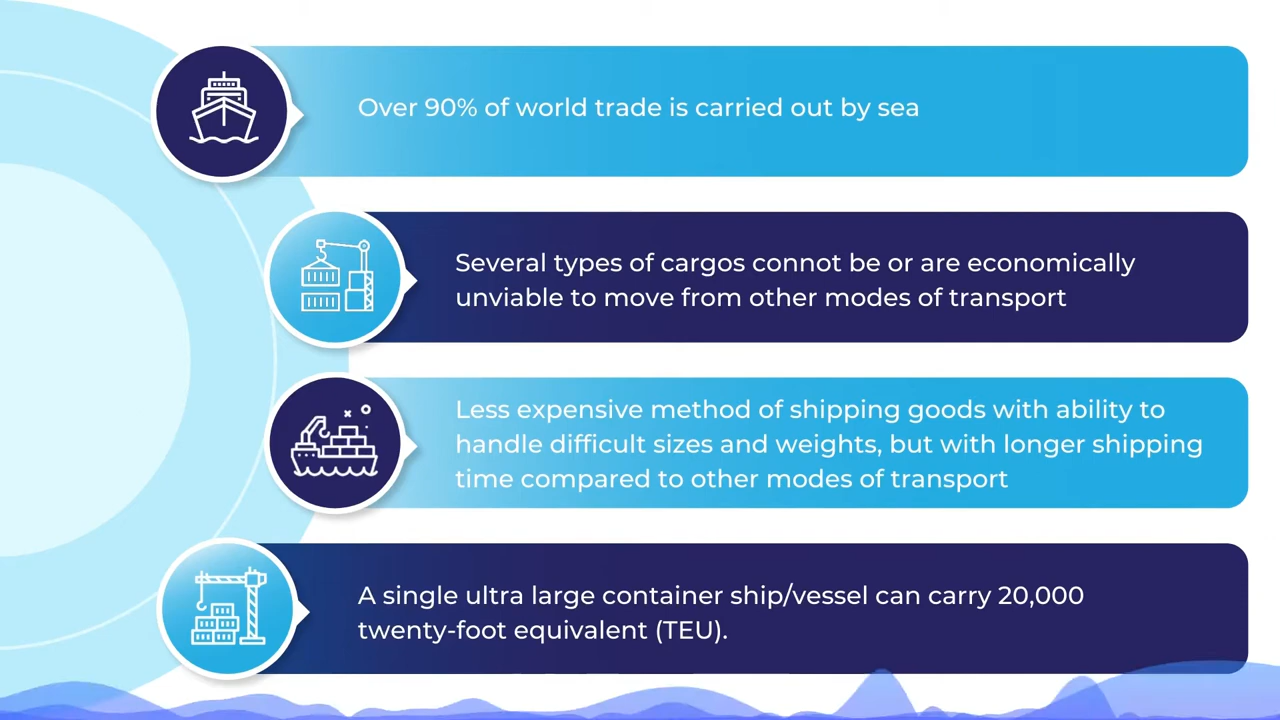 Over 90% of world trade is carried out by sea
Several types of cargos connot be or are economically
unviable to move from other modes of transport
Less expensive method of shipping goods with ability to
handle difficult sizes and weights, but with longer shipping
time compared to other modes of transport
A single ultra large container ship/vessel can carry 20,000
twenty-foot equivalent (TEU).